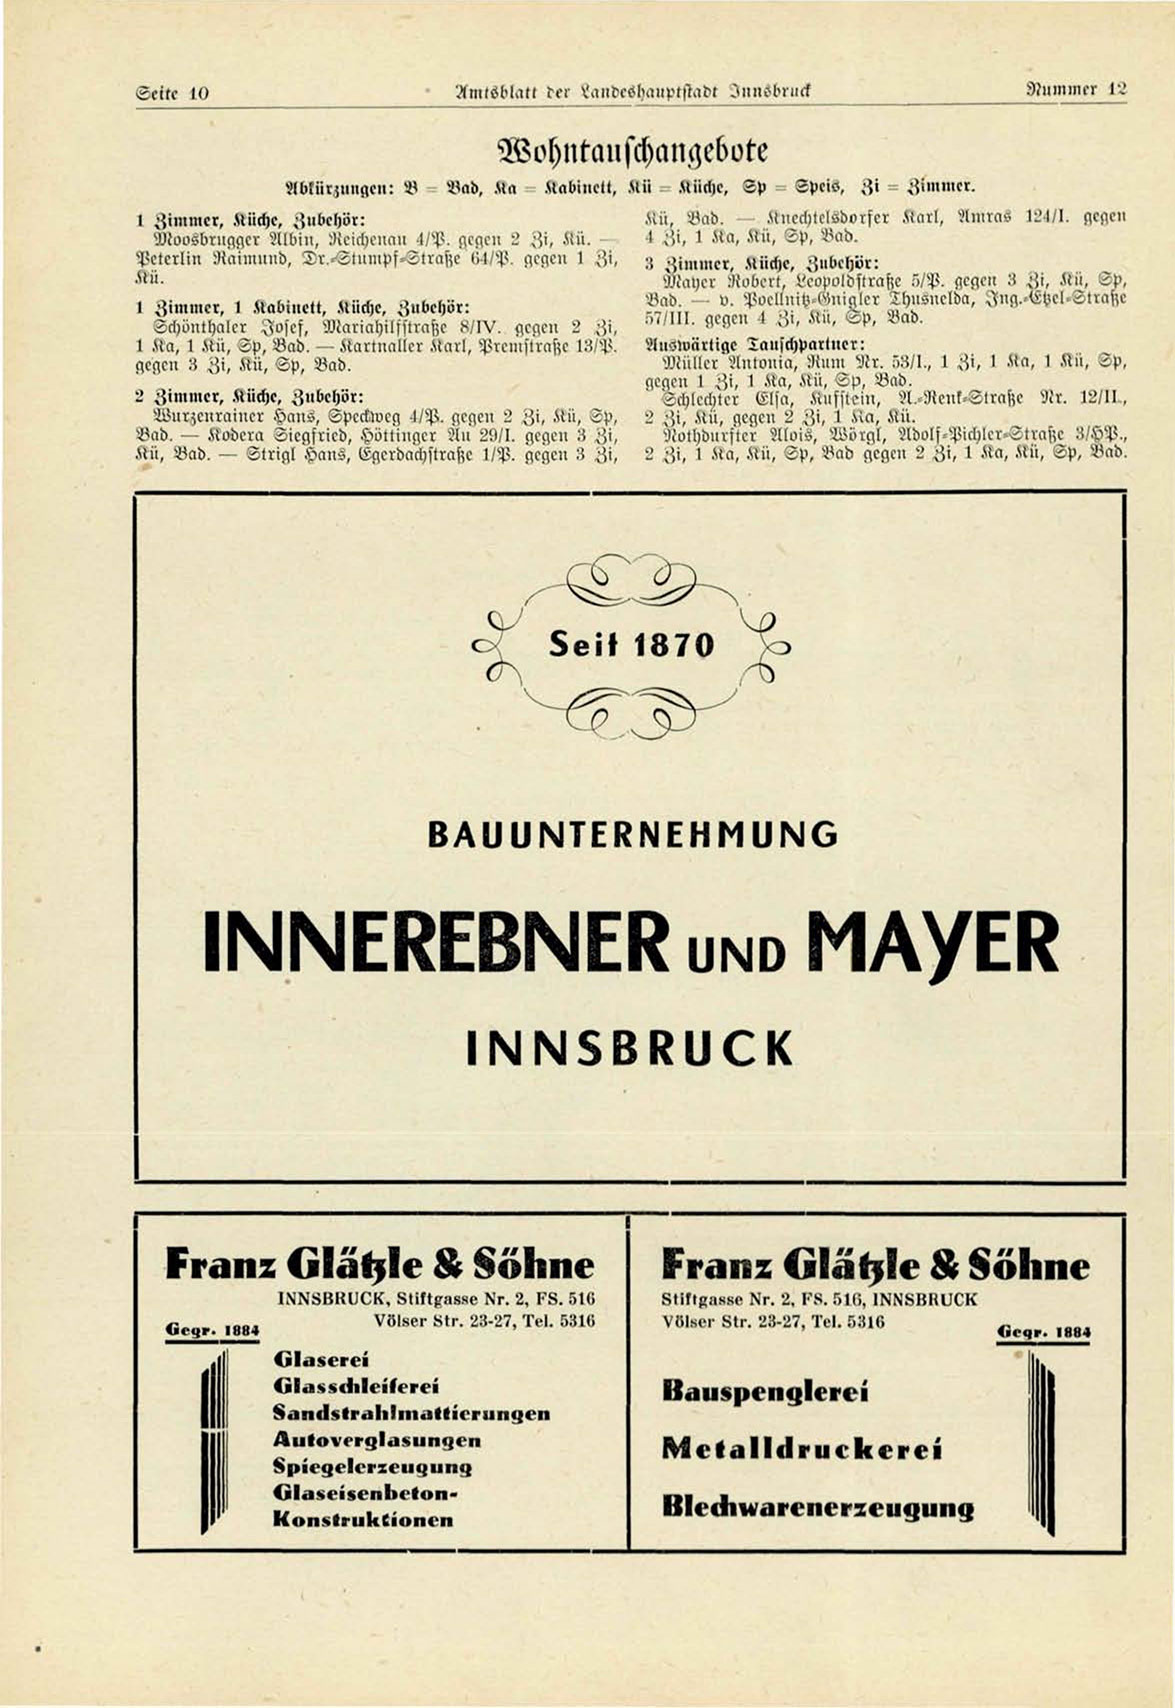 Seite 10
Amtsblatt der Landeshauptstadt Innsbruck
Nummer 12
Wohntauschangebote
Abkürzungen: B = Bad, Ka = Kabinett, Kü = Küche, Sp = Speis, Zi = Zimmer.
1 Zimmer, Küche, Zubehör:
Moosbrugger Albin, Reichenau 4/P. gegen 2 Zi, Kü. —
Peterlin Raimund, Dr.-Stumpf-Straße 64/P. gegen 1 Zi,
Kü.
1 Zimmer, 1 Kabinett, Küche, Zubehör:
Schönthaler Josef, Mariahilfstraße 8/IV. gegen 2 Zi,
1 Ka, 1 Kü, Sp, Bad. — Kartnaller Karl, Premstraße 13/P.
gegen 3 Zi, Kü, Sp, Bad.
2 Zimmer, Küche, Zubehör:
Wurzenrainer Hans, Speckweg 4/P. gegen 2 Zi, Kü, Sp,
Bad. — Kodera Siegfried, Höttinger Au 29/I. gegen 3 Zi,
Kü, Bad. — Strigl Hans, Egerdachstraße 1/P. gegen 3 Zi,
Kü, Bad. — Knechtelsdorfer Karl, Amras 124/I. gegen
4 Zi, 1 Ka, Kü, Sp, Bad.
3 Zimmer, Küche, Zubehör:
Mayer Robert, Leopoldstraße 5/P. gegen 3 Zi, Kü, Sp,
Bad. — v. Poellnitz-Gnigler Thusnelda, Ing.-Etzel-Straße
57/III. gegen 4 Zi, Kü, Sp, Bad.
Auswärtige Tauschpartner:
Müller Antonia, Rum Nr. 53/I., 1 Zi, 1 Ka, 1 Kü, Sp,
gegen 1 Zi, 1 Ka, Kü, Sp, Bad.
Schlechter Elsa, Kufstein, A.-Renk-Straße Nr. 12/II.,
2 Zi, Kü, gegen 2 Zi, 1 Ka, Kü.
Nothdurfter Alois, Wörgl, Adolf-Pichler-Straße 3/HP.,
2 Zi, 1 Ka, Kü, Sp, Bad gegen 2 Zi, 1 Ka, Kü, Sp, Bad.
Seit 1870
BAUUNTERNEHMUNG
INNEREBNER UND MAYER
INNSBRUCK
Franz Glätzle & Söhne
INNSBRUCK, Stiftgasse Nr. 2, FS. 516
Völser Str. 23-27, Tel. 5316
Gegr. 1884
Glaserei
Glasschleiferei
Sandstrahlmattierungen
Autoverglasungen
Spiegelerzeugung
Glaseisenbeton-
Konstruktionen
Franz Glätzle & Söhne
Stiftgasse Nr. 2, FS. 516, INNSBRUCK
Völser Str. 23-27, Tel. 5316
Gegr. 1884
Bauspenglerei
Metalldruckerei
Blechwarenerzeugung